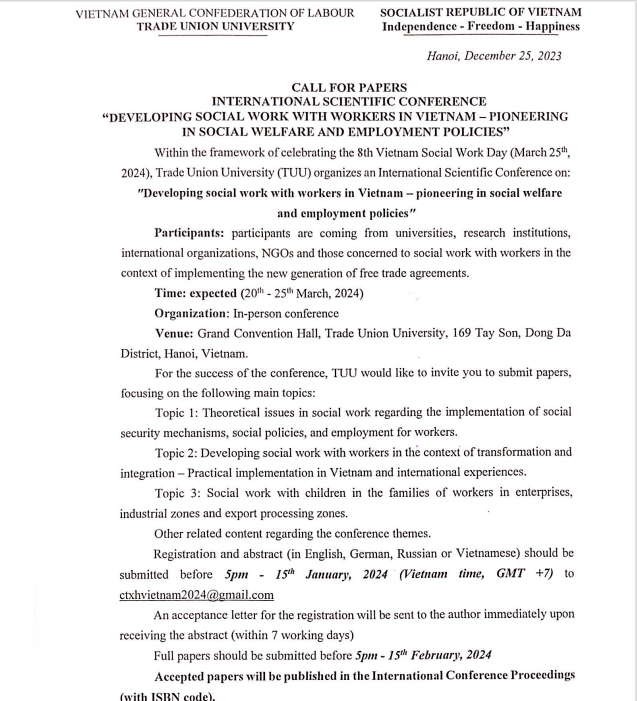 VIETNAM GENERAL CONFEDERATION OF LABOUR
TRADE UNION UNIVERSITY
SOCIALIST REPUBLIC OF VIETNAM
Independence - Freedom - Happiness
Hanoi, December 25, 2023
CALL FOR PAPERS
INTERNATIONAL SCIENTIFIC CONFERENCE
“DEVELOPING SOCIAL WORK WITH WORKERS IN VIETNAM – PIONEERING
IN SOCIAL WELFARE AND EMPLOYMENT POLICIES”
Within the framework of celebrating the 8th Vietnam Social Work Day (March 25th,
2024), Trade Union University (TUU) organizes an International Scientific Conference on:
"Developing social work with workers in Vietnam – pioneering in social welfare
and employment policies"
Participants: participants are coming from universities, research institutions,
international organizations, NGOs and those concerned to social work with workers in the
context of implementing the new generation of free trade agreements.
Time: expected (20th - 25th March, 2024)
Organization: In-person conference
Venue: Grand Convention Hall, Trade Union University, 169 Tay Son, Dong Da
District, Hanoi, Vietnam.
For the success of the conference, TUU would like to invite you to submit papers,
focusing on the following main topics:
Topic 1: Theoretical issues in social work regarding the implementation of social
security mechanisms, social policies, and employment for workers.
Topic 2: Developing social work with workers in the context of transformation and
integration – Practical implementation in Vietnam and international experiences.
Topic 3: Social work with children in the families of workers in enterprises,
industrial zones and export processing zones.
Other related content regarding the conference themes.
Registration and abstract (in English, German, Russian or Vietnamese) should be
submitted before 5pm - 15th January, 2024 (Vietnam time, GMT +7) to
ctxhvietnam2024@gmail.com
An acceptance letter for the registration will be sent to the author immediately upon
receiving the abstract (within 7 working days)
Full papers should be submitted before 5pm - 15th February, 2024
Accepted papers will be published in the International Conference Proceedings
(with ISBN code).